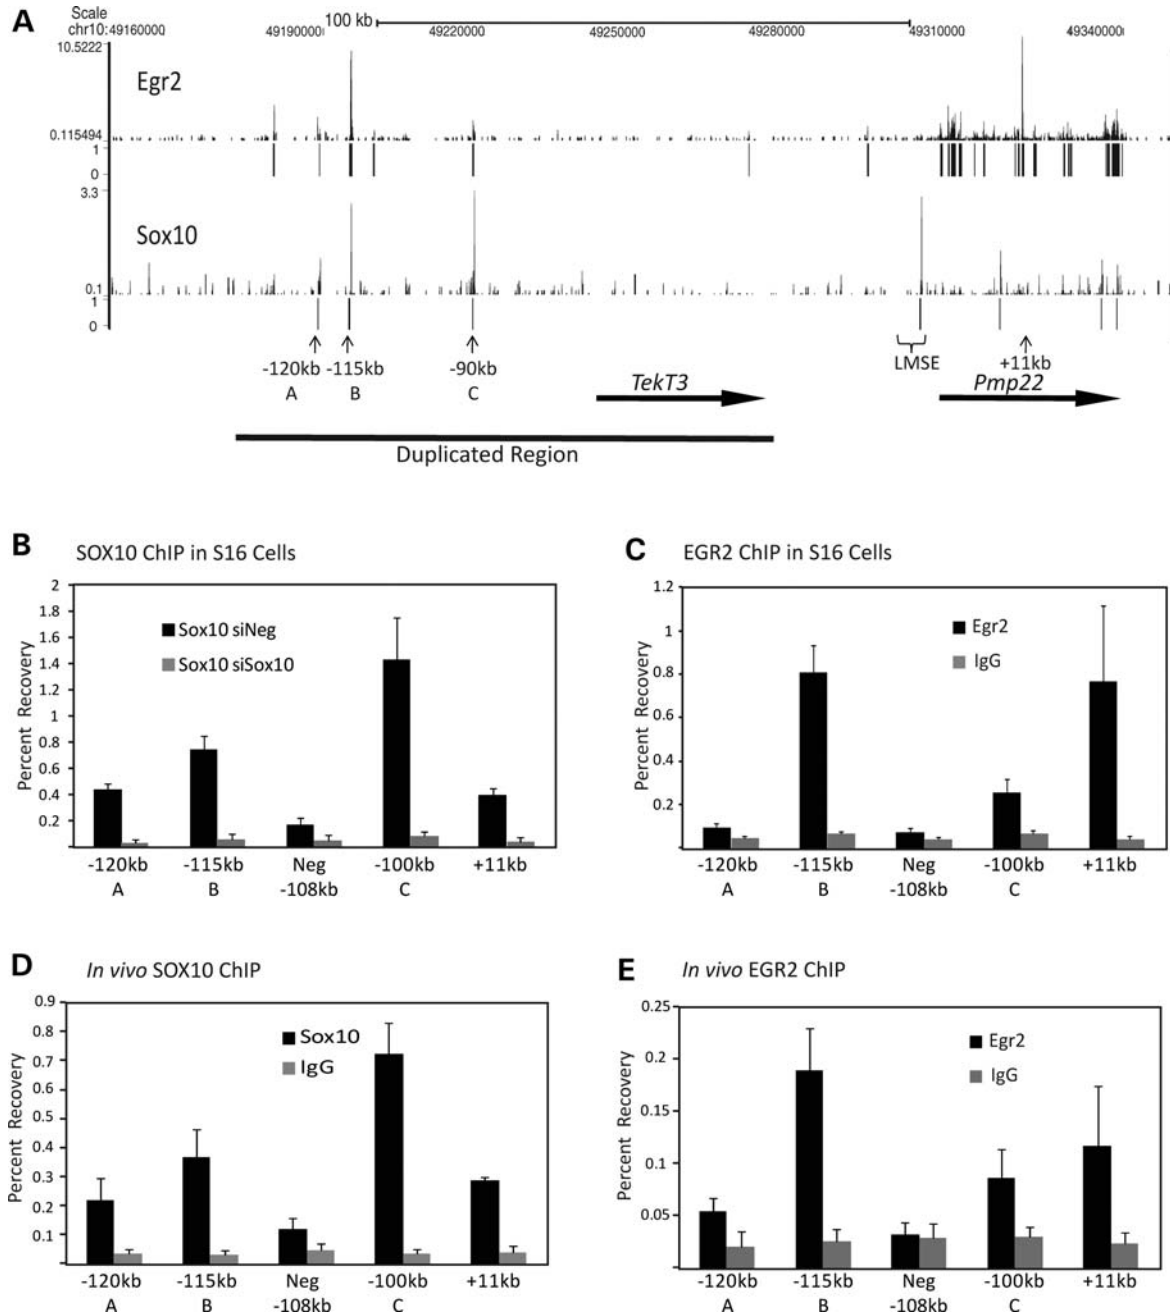 A
Scale
100 kb
chr10:49160000 49190000 49220000 49250000 49280000 49310000 49340000
10.5222
Egr2
0.115494
1
0
3.3
Sox10
0.1
1
0
-120kb -115kb -90kb LMSE +11kb
A B C
TekT3 Pmp22
Duplicated Region
B SOX10 ChIP in S16 Cells
Percent Recovery
2
1.8
1.6
1.4
1.2
1
0.8
0.6
0.4
0.2
Sox10 siNeg
Sox10 siSox10
-120kb -115kb Neg -100kb +11kb
A B -108kb C
C EGR2 ChIP in S16 Cells
Percent Recovery
1.2
1
0.8
0.6
0.4
0.2
Egr2
IgG
-120kb -115kb Neg -100kb +11kb
A B -108kb C
D In vivo SOX10 ChIP
Percent Recovery
0.9
0.8
0.7
0.6
0.5
0.4
0.3
0.2
0.1
Sox10
IgG
-120kb -115kb Neg -100kb +11kb
A B -108kb C
E In vivo EGR2 ChIP
Percent Recovery
0.25
0.2
0.15
0.1
0.05
Egr2
IgG
-120kb -115kb Neg -100kb +11kb
A B -108kb C